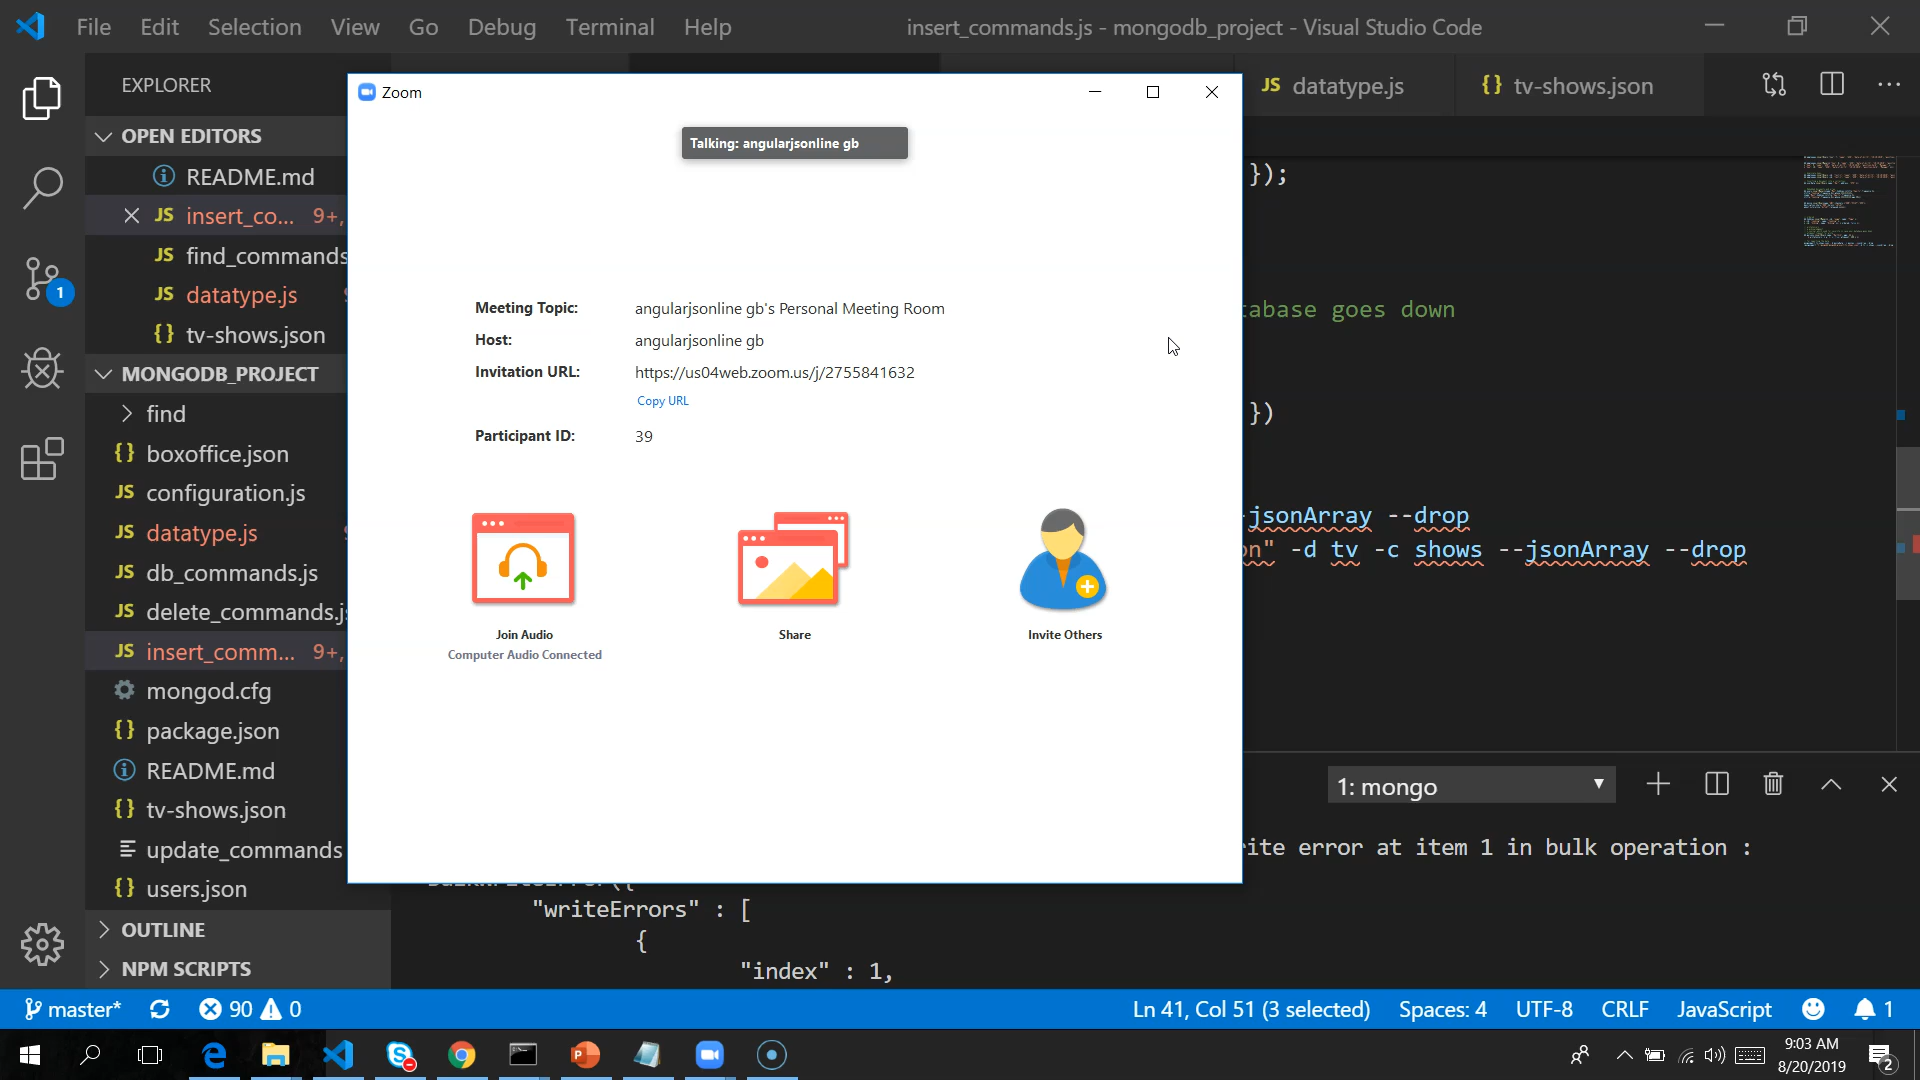 File Edit Selection View Go Debug Terminal Help
insert_commands.js - mongodb_project - Visual Studio Code
EXPLORER
OPEN EDITORS
README.md
JS insert_co... 9+,
JS find_commands
JS datatype.js
{} tv-shows.json
MONGODB_PROJECT
find
{} boxoffice.json
JS configuration.js
JS datatype.js
JS db_commands.js
JS delete_commands.js
JS insert_comm... 9+,
mongod.cfg
{} package.json
README.md
{} tv-shows.json
update_commands
{} users.json
OUTLINE
NPM SCRIPTS
1
Zoom
Talking: angularjsonline gb
Meeting Topic: angularjsonline gb's Personal Meeting Room
Host: angularjsonline gb
Invitation URL: https://us04web.zoom.us/j/2755841632
Copy URL
Participant ID: 39
Join Audio
Computer Audio Connected
Share
Invite Others
JS datatype.js
{} tv-shows.json
});
tabase goes down
})
-jsonArray --drop
on" -d tv -c shows --jsonArray --drop
1: mongo
rite error at item 1 in bulk operation :
"writeErrors" : [
{
"index" : 1,
master* 90 0
Ln 41, Col 51 (3 selected) Spaces: 4 UTF-8 CRLF JavaScript 1
9:03 AM
8/20/2019
2